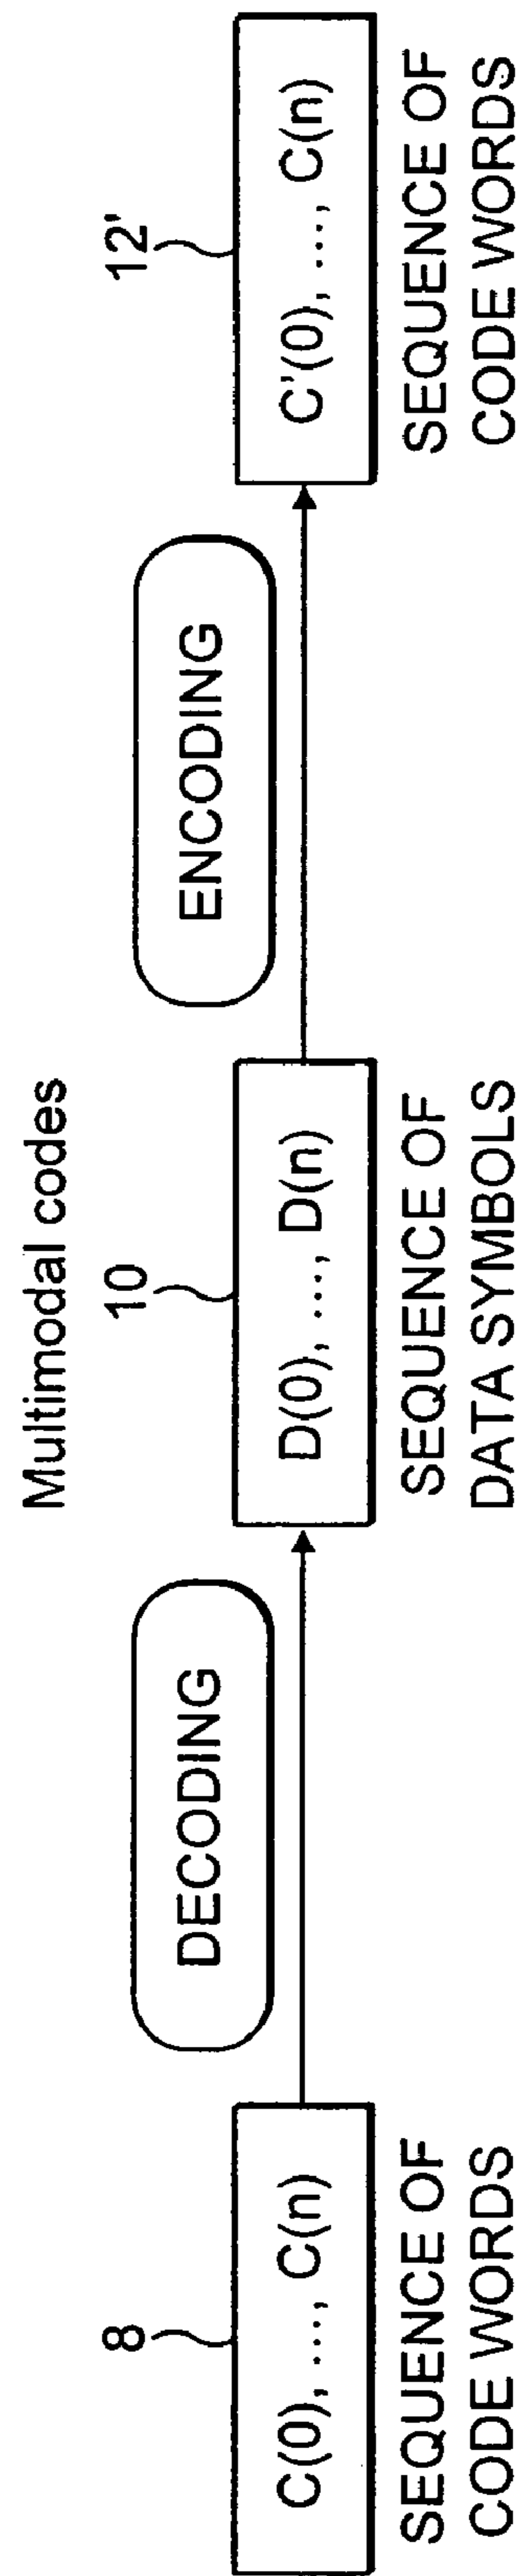 Multimodal codes
8
C(0), ..., C(n)
SEQUENCE OF
CODE WORDS
DECODING
10
D(0), ..., D(n)
SEQUENCE OF
DATA SYMBOLS
ENCODING
12'
C'(0), ..., C(n)
SEQUENCE OF
CODE WORDS